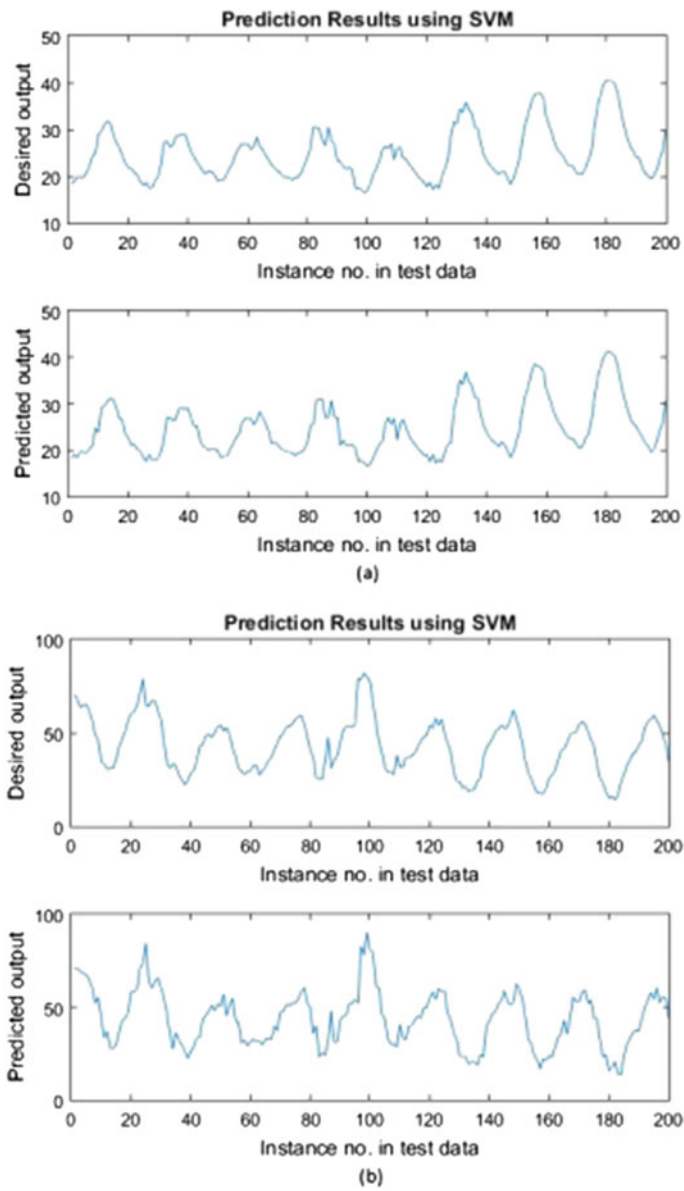 Prediction Results using SVM
50
40
30
20
10
Desired output
0 20 40 60 80 100 120 140 160 180 200
Instance no. in test data
50
40
30
20
10
Predicted output
0 20 40 60 80 100 120 140 160 180 200
Instance no. in test data
(a)
Prediction Results using SVM
100
50
0
Desired output
0 20 40 60 80 100 120 140 160 180 200
Instance no. in test data
100
50
0
Predicted output
0 20 40 60 80 100 120 140 160 180 200
Instance no. in test data
(b)